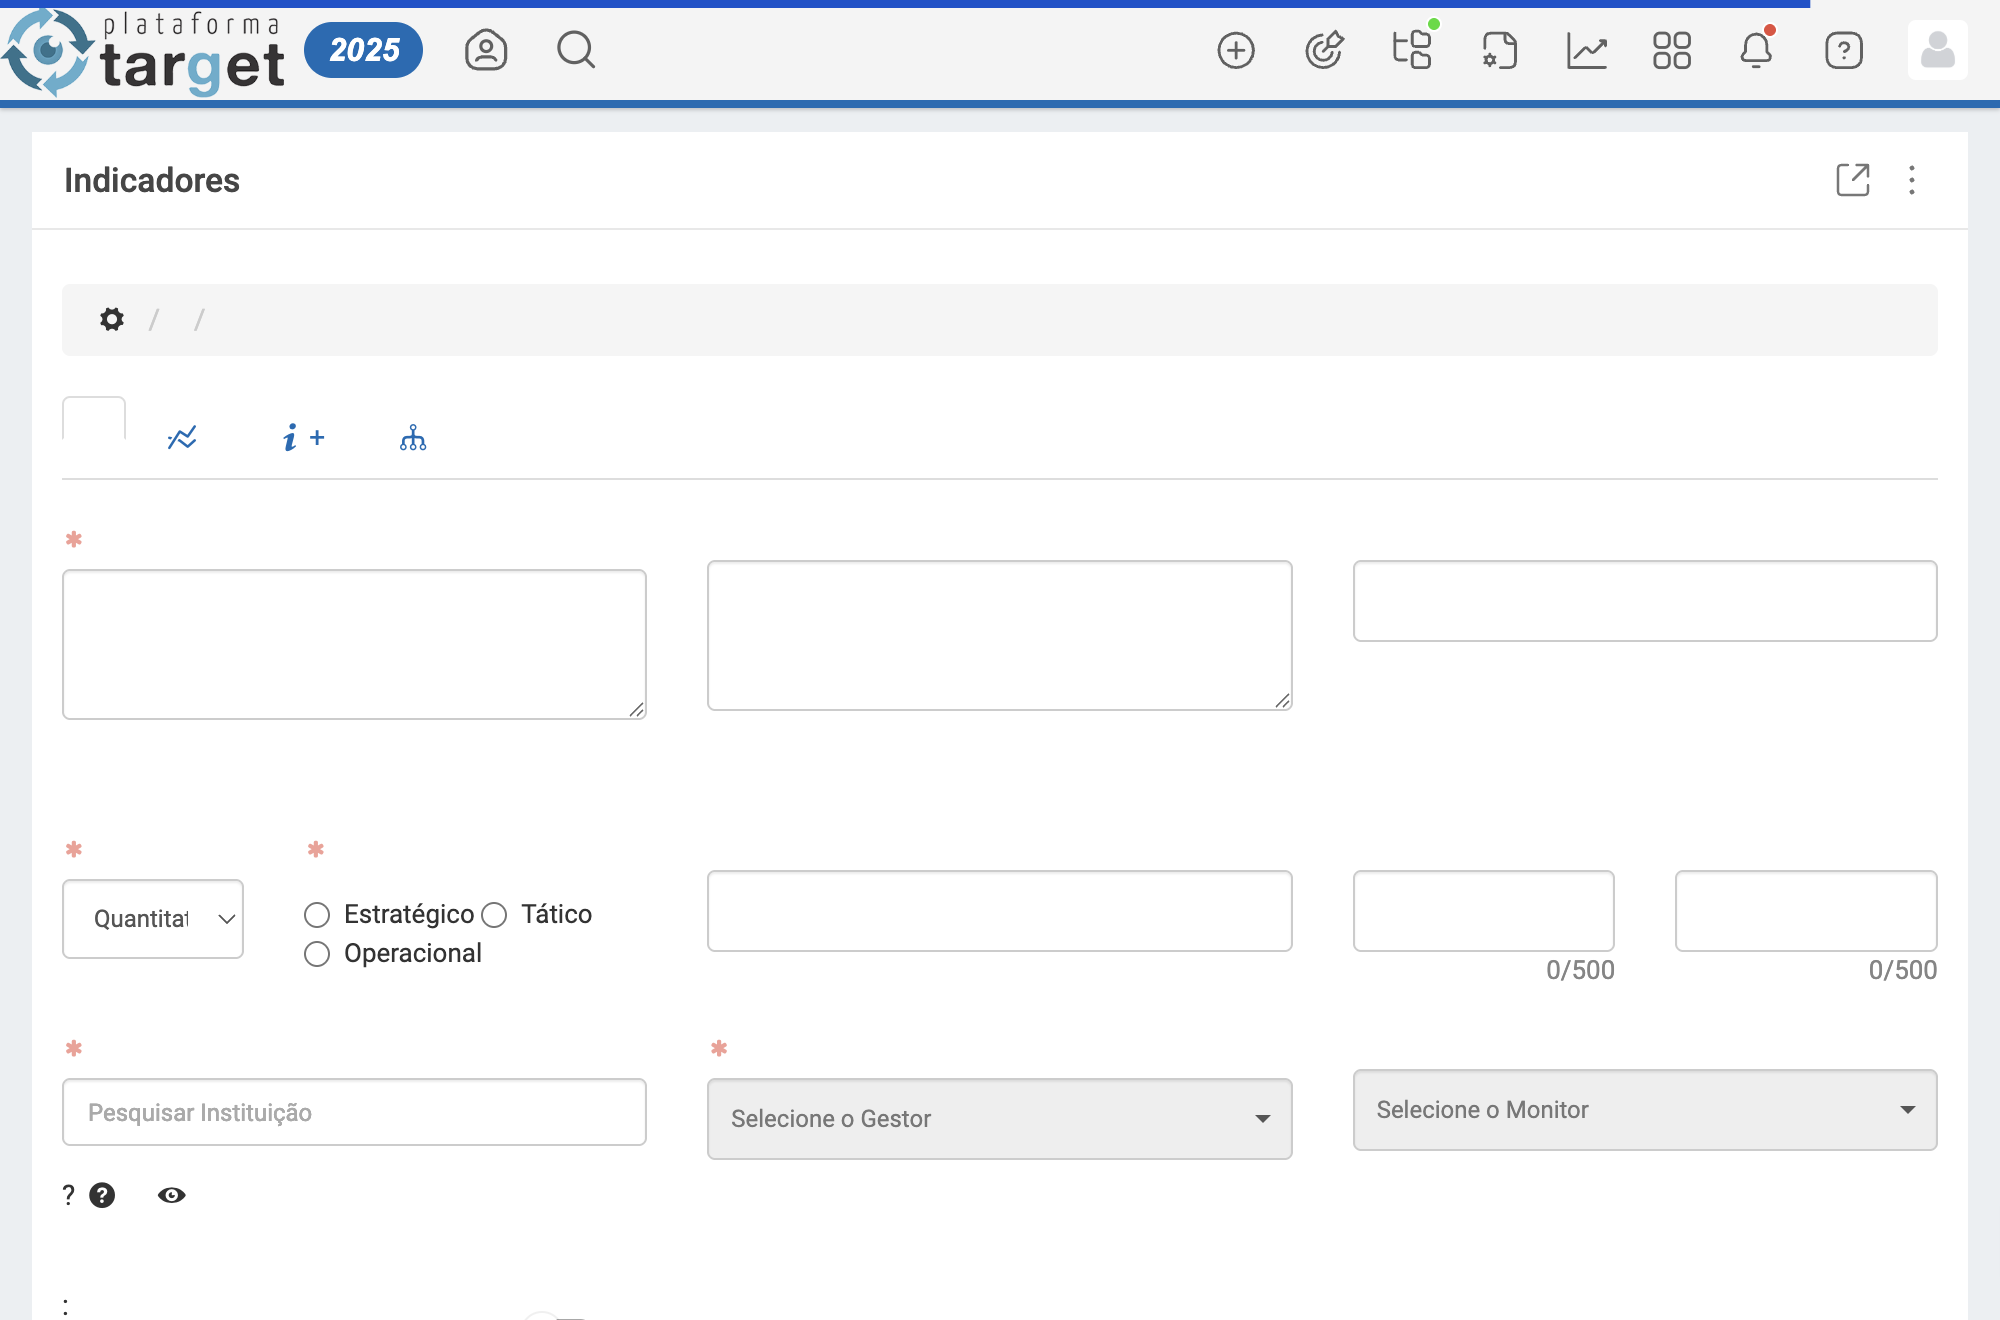 plataforma
target
2025
Indicadores
/ /
i +
*
* *
Quantitat
Estratégico Tático
Operacional
0/500 0/500
* *
Pesquisar Instituição
Selecione o Gestor
Selecione o Monitor
? ?
: